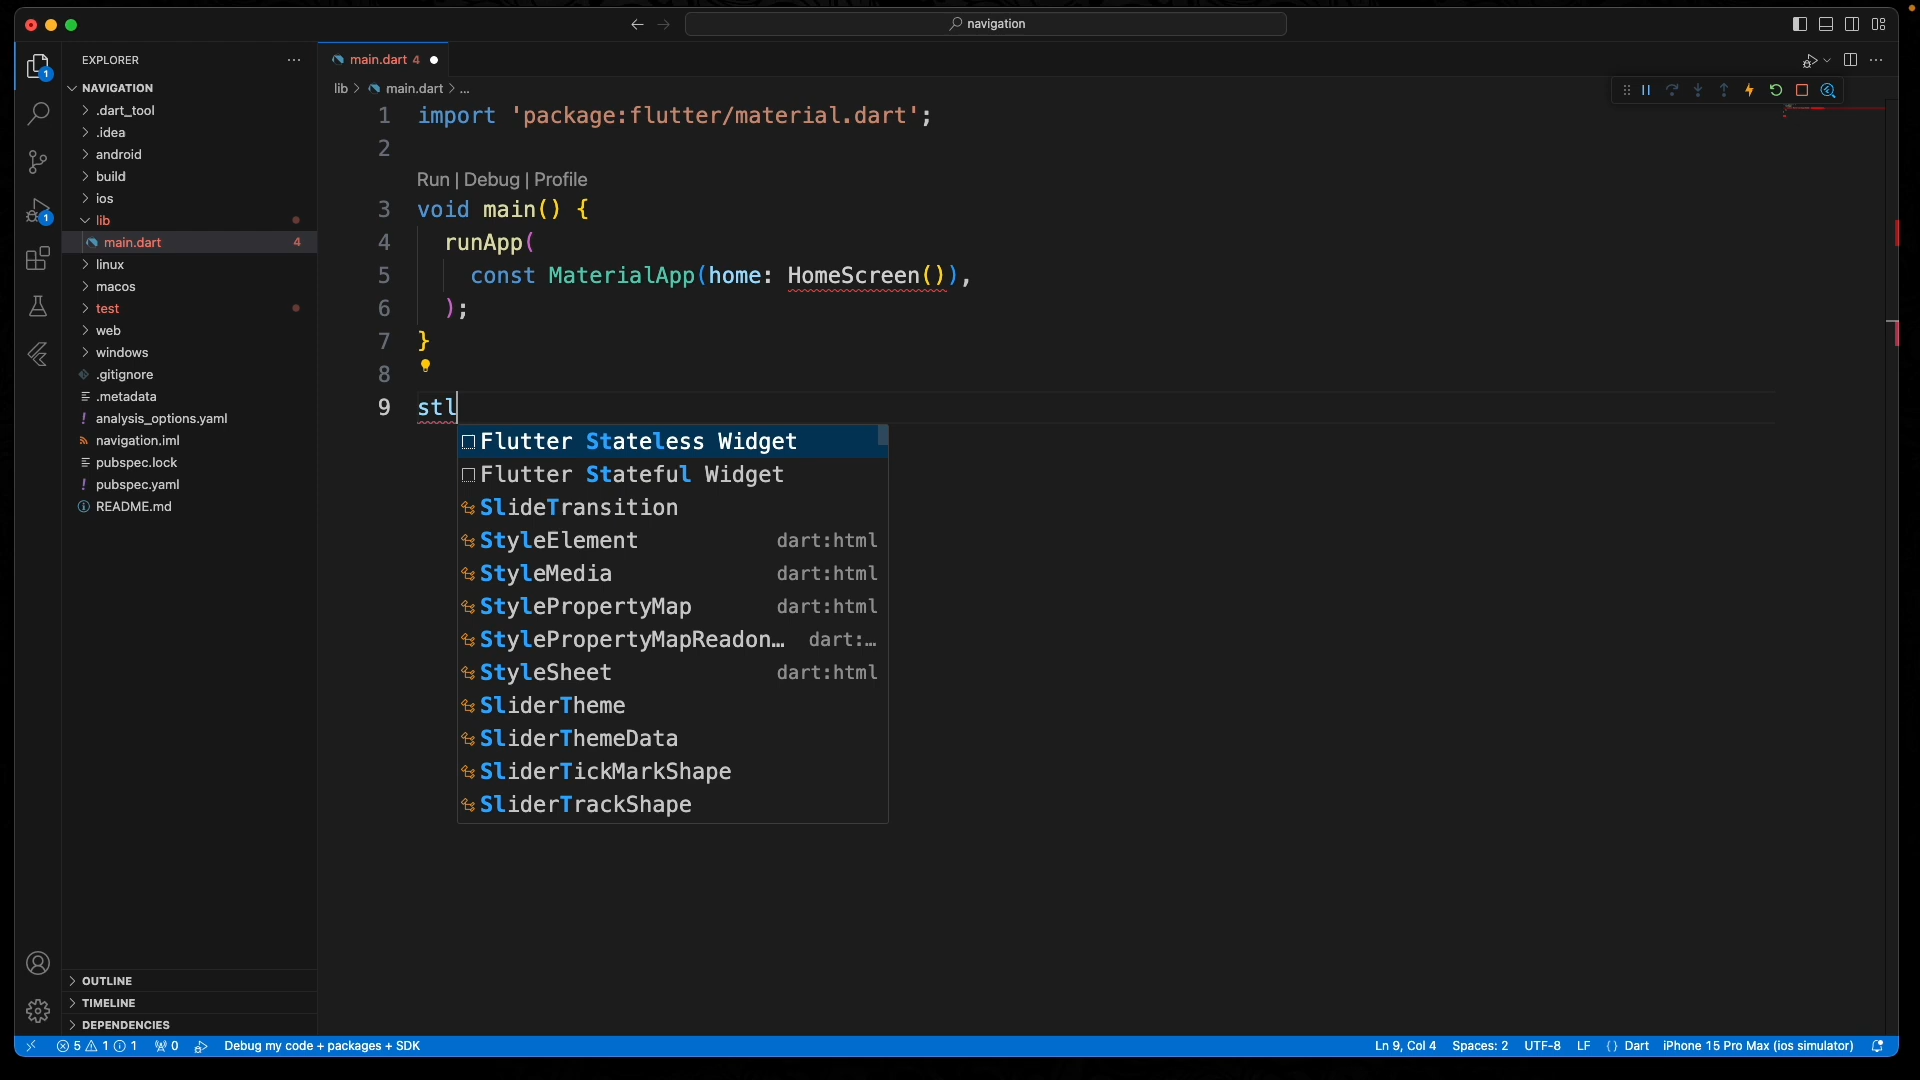 navigation
EXPLORER
NAVIGATION
.dart_tool
.idea
android
build
ios
lib
main.dart 4
linux
macos
test
web
windows
.gitignore
.metadata
analysis_options.yaml
navigation.iml
pubspec.lock
pubspec.yaml
README.md
OUTLINE
TIMELINE
DEPENDENCIES
1
1
main.dart 4
lib > main.dart > ...
1 import 'package:flutter/material.dart';
2
Run | Debug | Profile
3 void main() {
4 runApp(
5 const MaterialApp(home: HomeScreen()),
6 );
7 }
8
9 stl
Flutter Stateless Widget
Flutter Stateful Widget
SlideTransition
StyleElement dart:html
StyleMedia dart:html
StylePropertyMap dart:html
StylePropertyMapReadon… dart:…
StyleSheet dart:html
SliderTheme
SliderThemeData
SliderTickMarkShape
SliderTrackShape
5 1 1 0 Debug my code + packages + SDK Ln 9, Col 4 Spaces: 2 UTF-8 LF {} Dart iPhone 15 Pro Max (ios simulator)